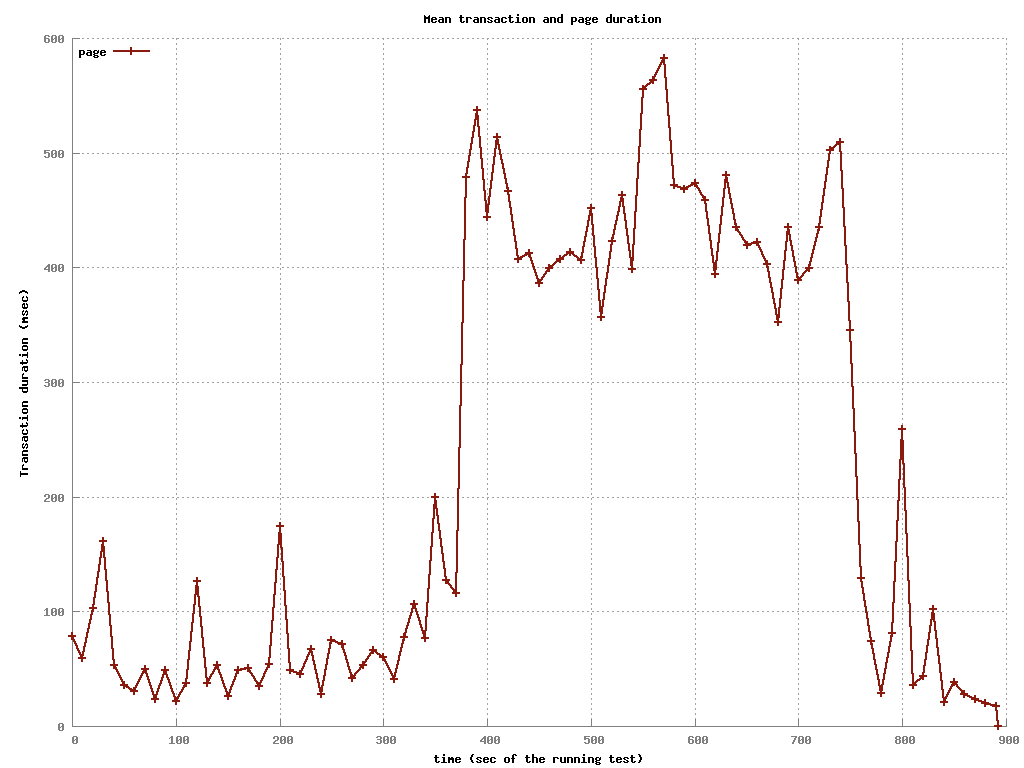 Mean transaction and page duration
page
600
500
400
300
200
100
0
Transaction duration (msec)
0 100 200 300 400 500 600 700 800 900
time (sec of the running test)